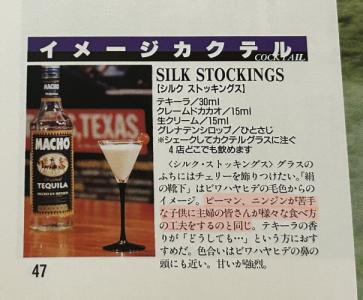 イメージカクテル
COCKTAIL
SILK STOCKINGS
[シルク ストッキングス]
テキーラ/30ml
クレームドカカオ/15ml
生クリーム/15ml
グレナデンシロップ/ひとさじ
※シェークしてカクテルグラスに注ぐ
4店どこでも飲めます
〈シルク・ストッキングス〉グラスの
ふちにはチェリーを飾りつけたい。「絹
の靴下」はビワハヤヒデの毛色からの
イメージ。ピーマン、ニンジンが苦手
な子供に主婦の皆さんが様々な食べ方
の工夫をするのと同じ。テキーラの香
りが「どうしても…」という方におす
すめだ。色合いはビワハヤヒデの鼻の
頭にも近い。甘いが強烈。
TEXAS
MACHO
TEQUILA
47